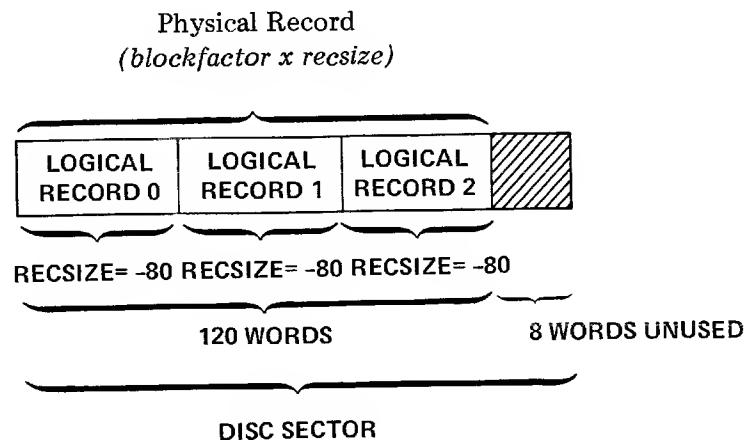 Physical Record
(blockfactor x recsize)
LOGICAL RECORD 0
LOGICAL RECORD 1
LOGICAL RECORD 2
RECSIZE= -80 RECSIZE= -80 RECSIZE= -80
120 WORDS
8 WORDS UNUSED
DISC SECTOR